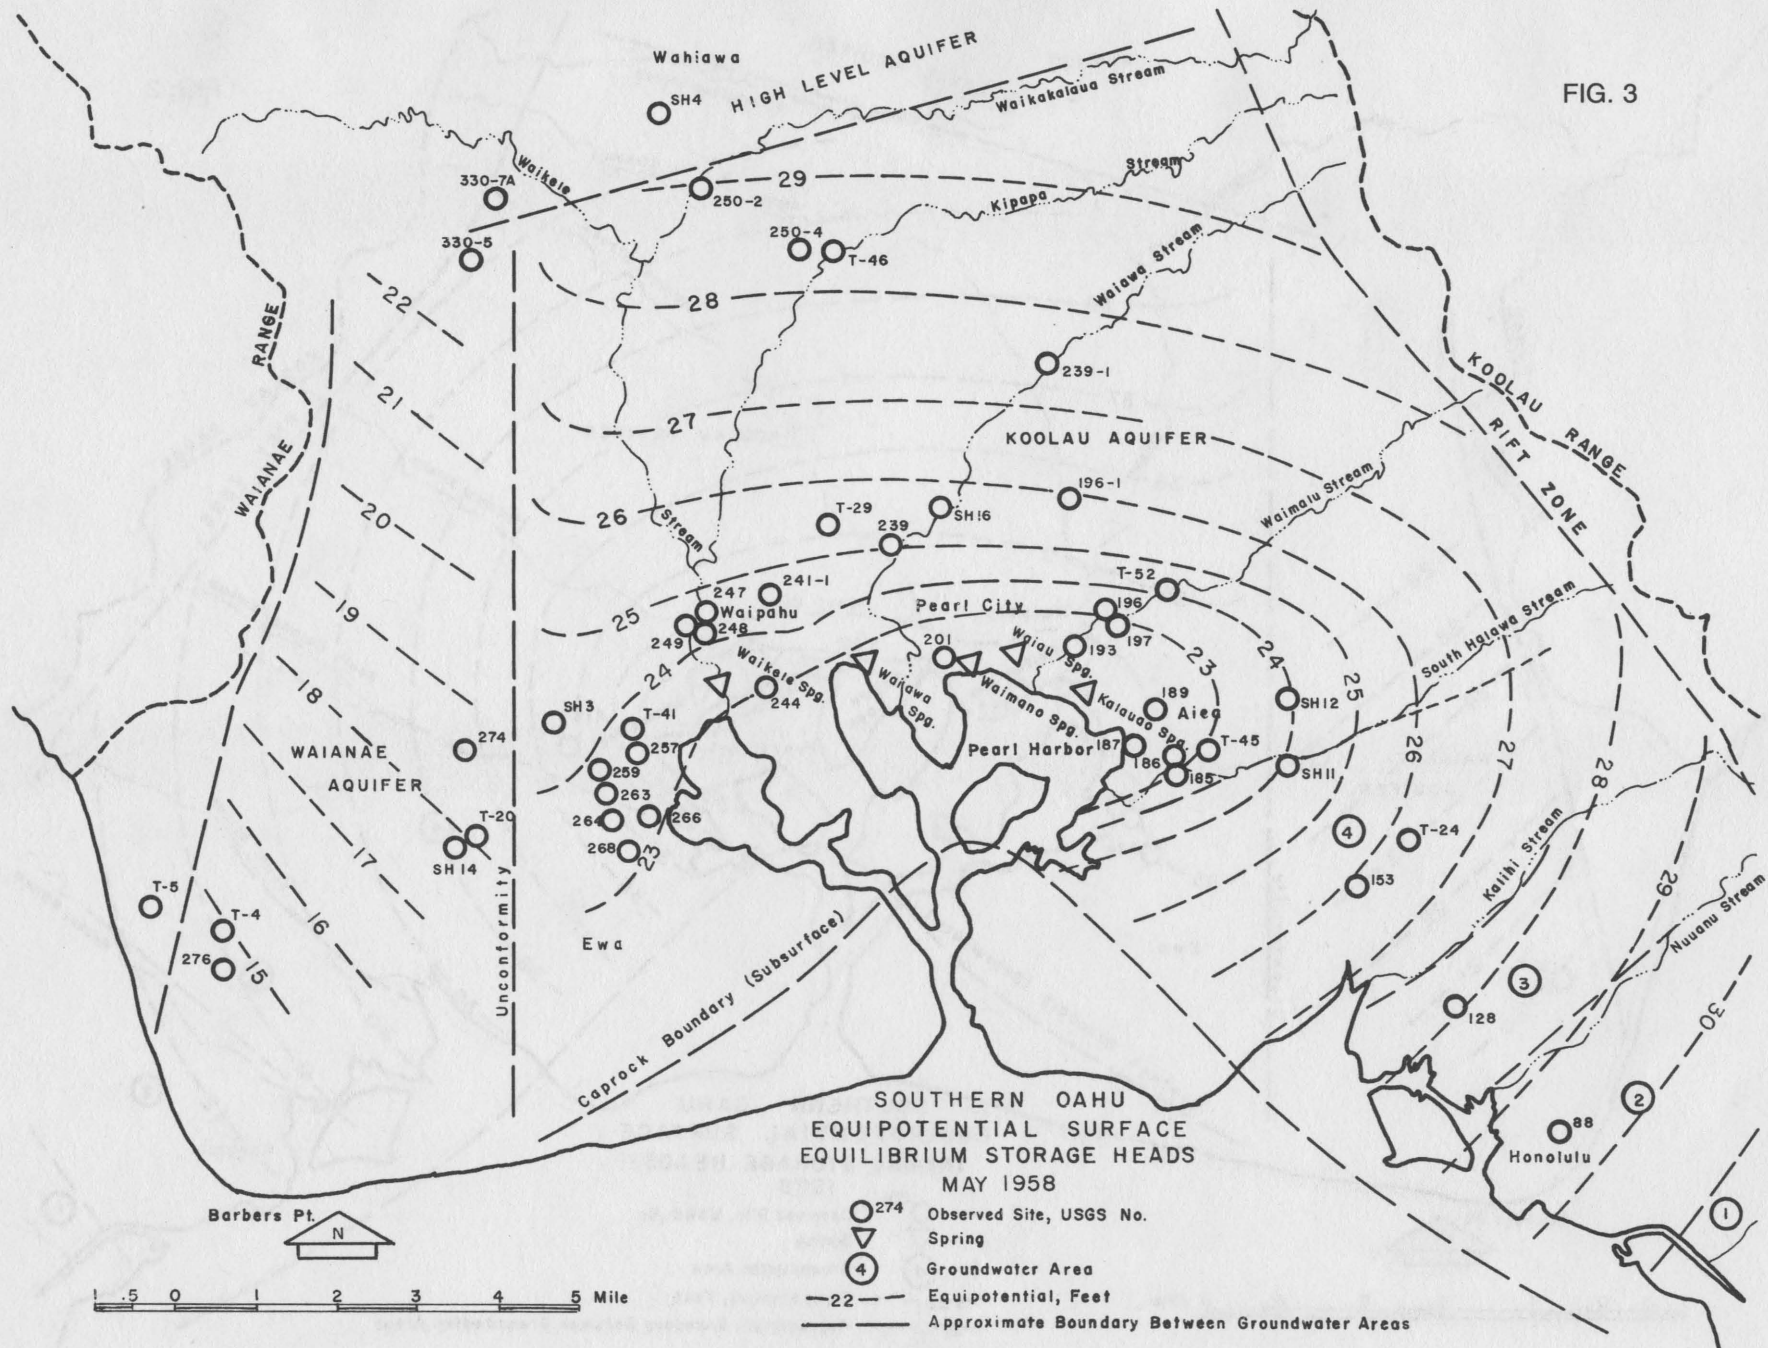 FIG. 3
Wahiawa
SH4
HIGH LEVEL AQUIFER
Waikakalaua Stream
Waikele
330-7A
250-2
29
Kipapa
Stream
330-5
250-4
T-46
Waiawa Stream
22
28
RANGE
239-1
KOOLAU
RANGE
21
27
KOOLAU AQUIFER
RIFT
ZONE
WAIANAE
20
26
Stream
T-29
239
SH16
196-1
Waimalu Stream
19
25
247
241-1
Waipahu
249
248
Pearl City
T-52
196
197
193
201
Waiau Spg.
23
24
25
26
27
28
South Halawa Stream
18
24
Waikele Spg.
244
Waiawa
Spg.
Waimano Spg.
Kalauao Spg.
189
Aiea
SH12
SH3
T-41
257
274
WAIANAE
AQUIFER
259
263
264
266
268
23
Pearl Harbor
187
186
185
T-45
SH11
T-20
SH14
17
16
15
T-5
T-4
276
4
T-24
153
Kalihi Stream
29
Nuuanu Stream
Unconformity
Ewa
Caprock Boundary (Subsurface)
3
128
30
2
88
Honolulu
1
SOUTHERN OAHU
EQUIPOTENTIAL SURFACE
EQUILIBRIUM STORAGE HEADS
MAY 1958
274 Observed Site, USGS No.
Spring
4 Groundwater Area
22 Equipotential, Feet
Approximate Boundary Between Groundwater Areas
Barbers Pt.
N
1 .5 0 1 2 3 4 5 Mile